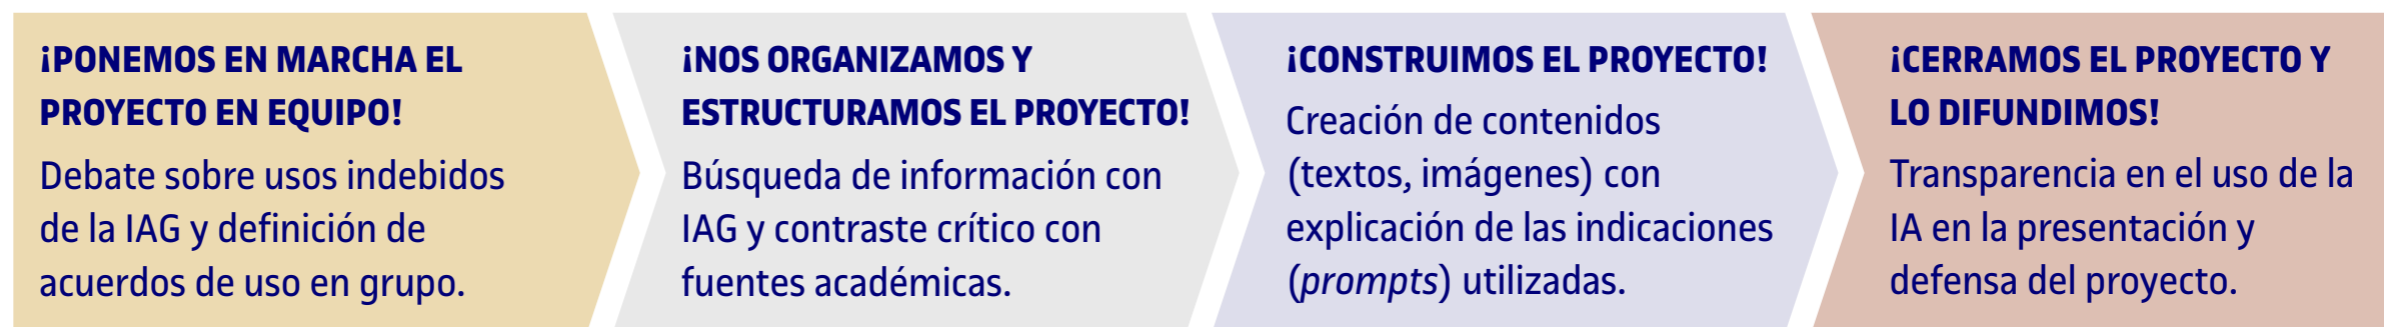 ¡PONEMOS EN MARCHA EL
PROYECTO EN EQUIPO!
Debate sobre usos indebidos
de la IAG y definición de
acuerdos de uso en grupo.
¡NOS ORGANIZAMOS Y
ESTRUCTURAMOS EL PROYECTO!
Búsqueda de información con
IAG y contraste crítico con
fuentes académicas.
¡CONSTRUIMOS EL PROYECTO!
Creación de contenidos
(textos, imágenes) con
explicación de las indicaciones
(prompts) utilizadas.
¡CERRAMOS EL PROYECTO Y
LO DIFUNDIMOS!
Transparencia en el uso de la
IA en la presentación y
defensa del proyecto.